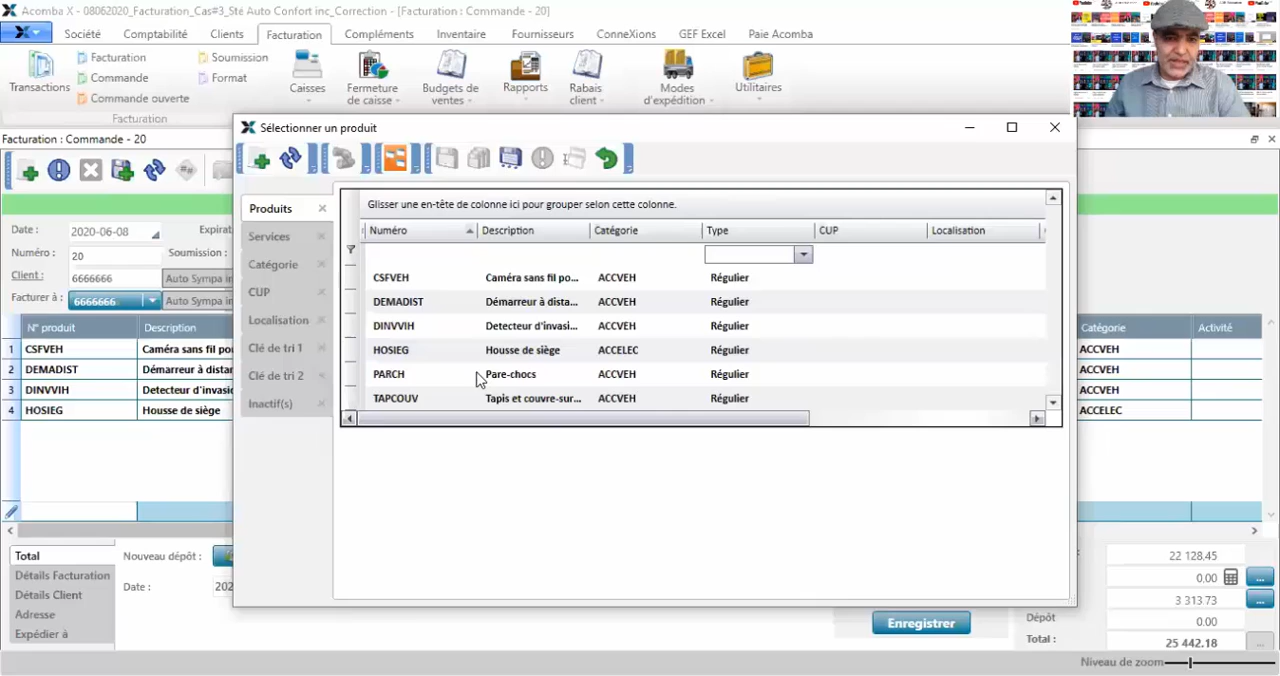 Acomba X - 08062020_Facturation_Cas#3_Sté Auto Confort inc_Correction - [Facturation: Commande - 20]
Société Comptabilité Clients Facturation ConneXions GEF Excel Paie Acomba
Transactions
Facturation
Commande
Commande ouverte
Soumission
Format
Facturation
Caisses
Fermeture de caisse
Budgets de ventes
Rapports
Rabais client
Modes d'expédition
Utilitaires
Facturation : Commande - 20
Date : 2020-06-08
Numéro : 20 Soumission :
Client : 6666666 Auto Sympa in
Facturer à : 6666666 Auto Sympa in
N° produit Description Catégorie Activité
1 CSFVEH Caméra sans fil po ACCVEH
2 DEMADIST Démarreur à distan ACCVEH
3 DINVVIH Detecteur d'invasio ACCVEH
4 HOSIEG Housse de siège ACCELEC
Sélectionner un produit
Produits
Services
Catégorie
CUP
Localisation
Clé de tri 1
Clé de tri 2
Inactif(s)
Glisser une en-tête de colonne ici pour grouper selon cette colonne.
Numéro Description Catégorie Type CUP Localisation
CSFVEH Caméra sans fil po... ACCVEH Régulier
DEMADIST Démarreur à dista... ACCVEH Régulier
DINVVIH Detecteur d'invasi... ACCVEH Régulier
HOSIEG Housse de siège ACCELEC Régulier
PARCH Pare-chocs ACCVEH Régulier
TAPCOUV Tapis et couvre-sur... ACCVEH Régulier
Total
Détails Facturation
Détails Client
Adresse
Expédier à
Nouveau dépôt :
Date : 202
Enregistrer
22 128,45
0,00
3 313.73
Dépôt 0.00
Total : 25 442.18
Niveau de zoom